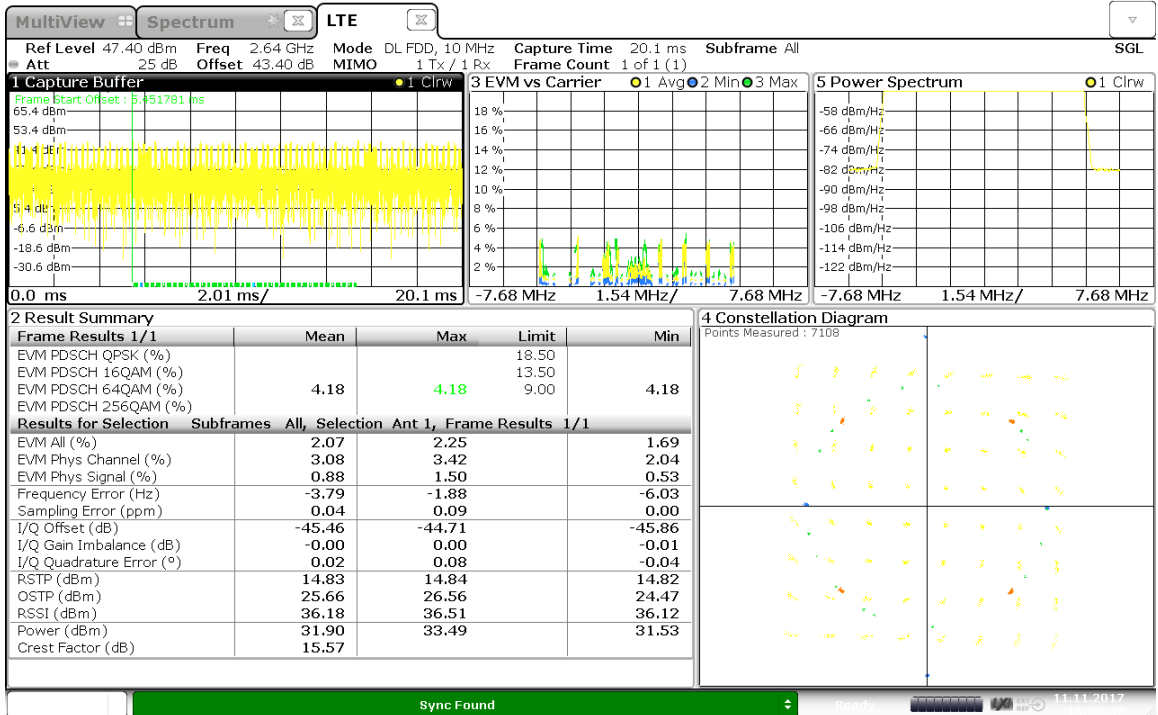 MultiView Spectrum LTE
Ref Level 47.40 dBm Freq 2.64 GHz Mode DL FDD, 10 MHz Capture Time 20.1 ms Subframe All SGL
Att 25 dB Offset 43.40 dB MIMO 1 Tx / 1 Rx Frame Count 1 of 1 (1)
1 Capture Buffer 1 Clrw
Frame Start Offset : 5.451781 ms
65.4 dBm
53.4 dBm
-6.6 dBm
-18.6 dBm
-30.6 dBm
0.0 ms 2.01 ms/ 20.1 ms
3 EVM vs Carrier 1 Avg 2 Min 3 Max
18 %
16 %
14 %
12 %
10 %
8 %
6 %
4 %
2 %
-7.68 MHz 1.54 MHz/ 7.68 MHz
5 Power Spectrum 1 Clrw
-58 dBm/Hz
-66 dBm/Hz
-74 dBm/Hz
-82 dBm/Hz
-90 dBm/Hz
-98 dBm/Hz
-106 dBm/Hz
-114 dBm/Hz
-122 dBm/Hz
-7.68 MHz 1.54 MHz/ 7.68 MHz
2 Result Summary
Frame Results 1/1 Mean Max Limit Min
EVM PDSCH QPSK (%) 18.50
EVM PDSCH 16QAM (%) 13.50
EVM PDSCH 64QAM (%) 4.18 4.18 9.00 4.18
EVM PDSCH 256QAM (%)
Results for Selection Subframes All, Selection Ant 1, Frame Results 1/1
EVM All (%) 2.07 2.25 1.69
EVM Phys Channel (%) 3.08 3.42 2.04
EVM Phys Signal (%) 0.88 1.50 0.53
Frequency Error (Hz) -3.79 -1.88 -6.03
Sampling Error (ppm) 0.04 0.09 0.00
I/Q Offset (dB) -45.46 -44.71 -45.86
I/Q Gain Imbalance (dB) -0.00 0.00 -0.01
I/Q Quadrature Error (º) 0.02 0.08 -0.04
RSTP (dBm) 14.83 14.84 14.82
OSTP (dBm) 25.66 26.56 24.47
RSSI (dBm) 36.18 36.51 36.12
Power (dBm) 31.90 33.49 31.53
Crest Factor (dB) 15.57
4 Constellation Diagram
Points Measured : 7108
Sync Found Ready LXI EXT REF 11.11.2017